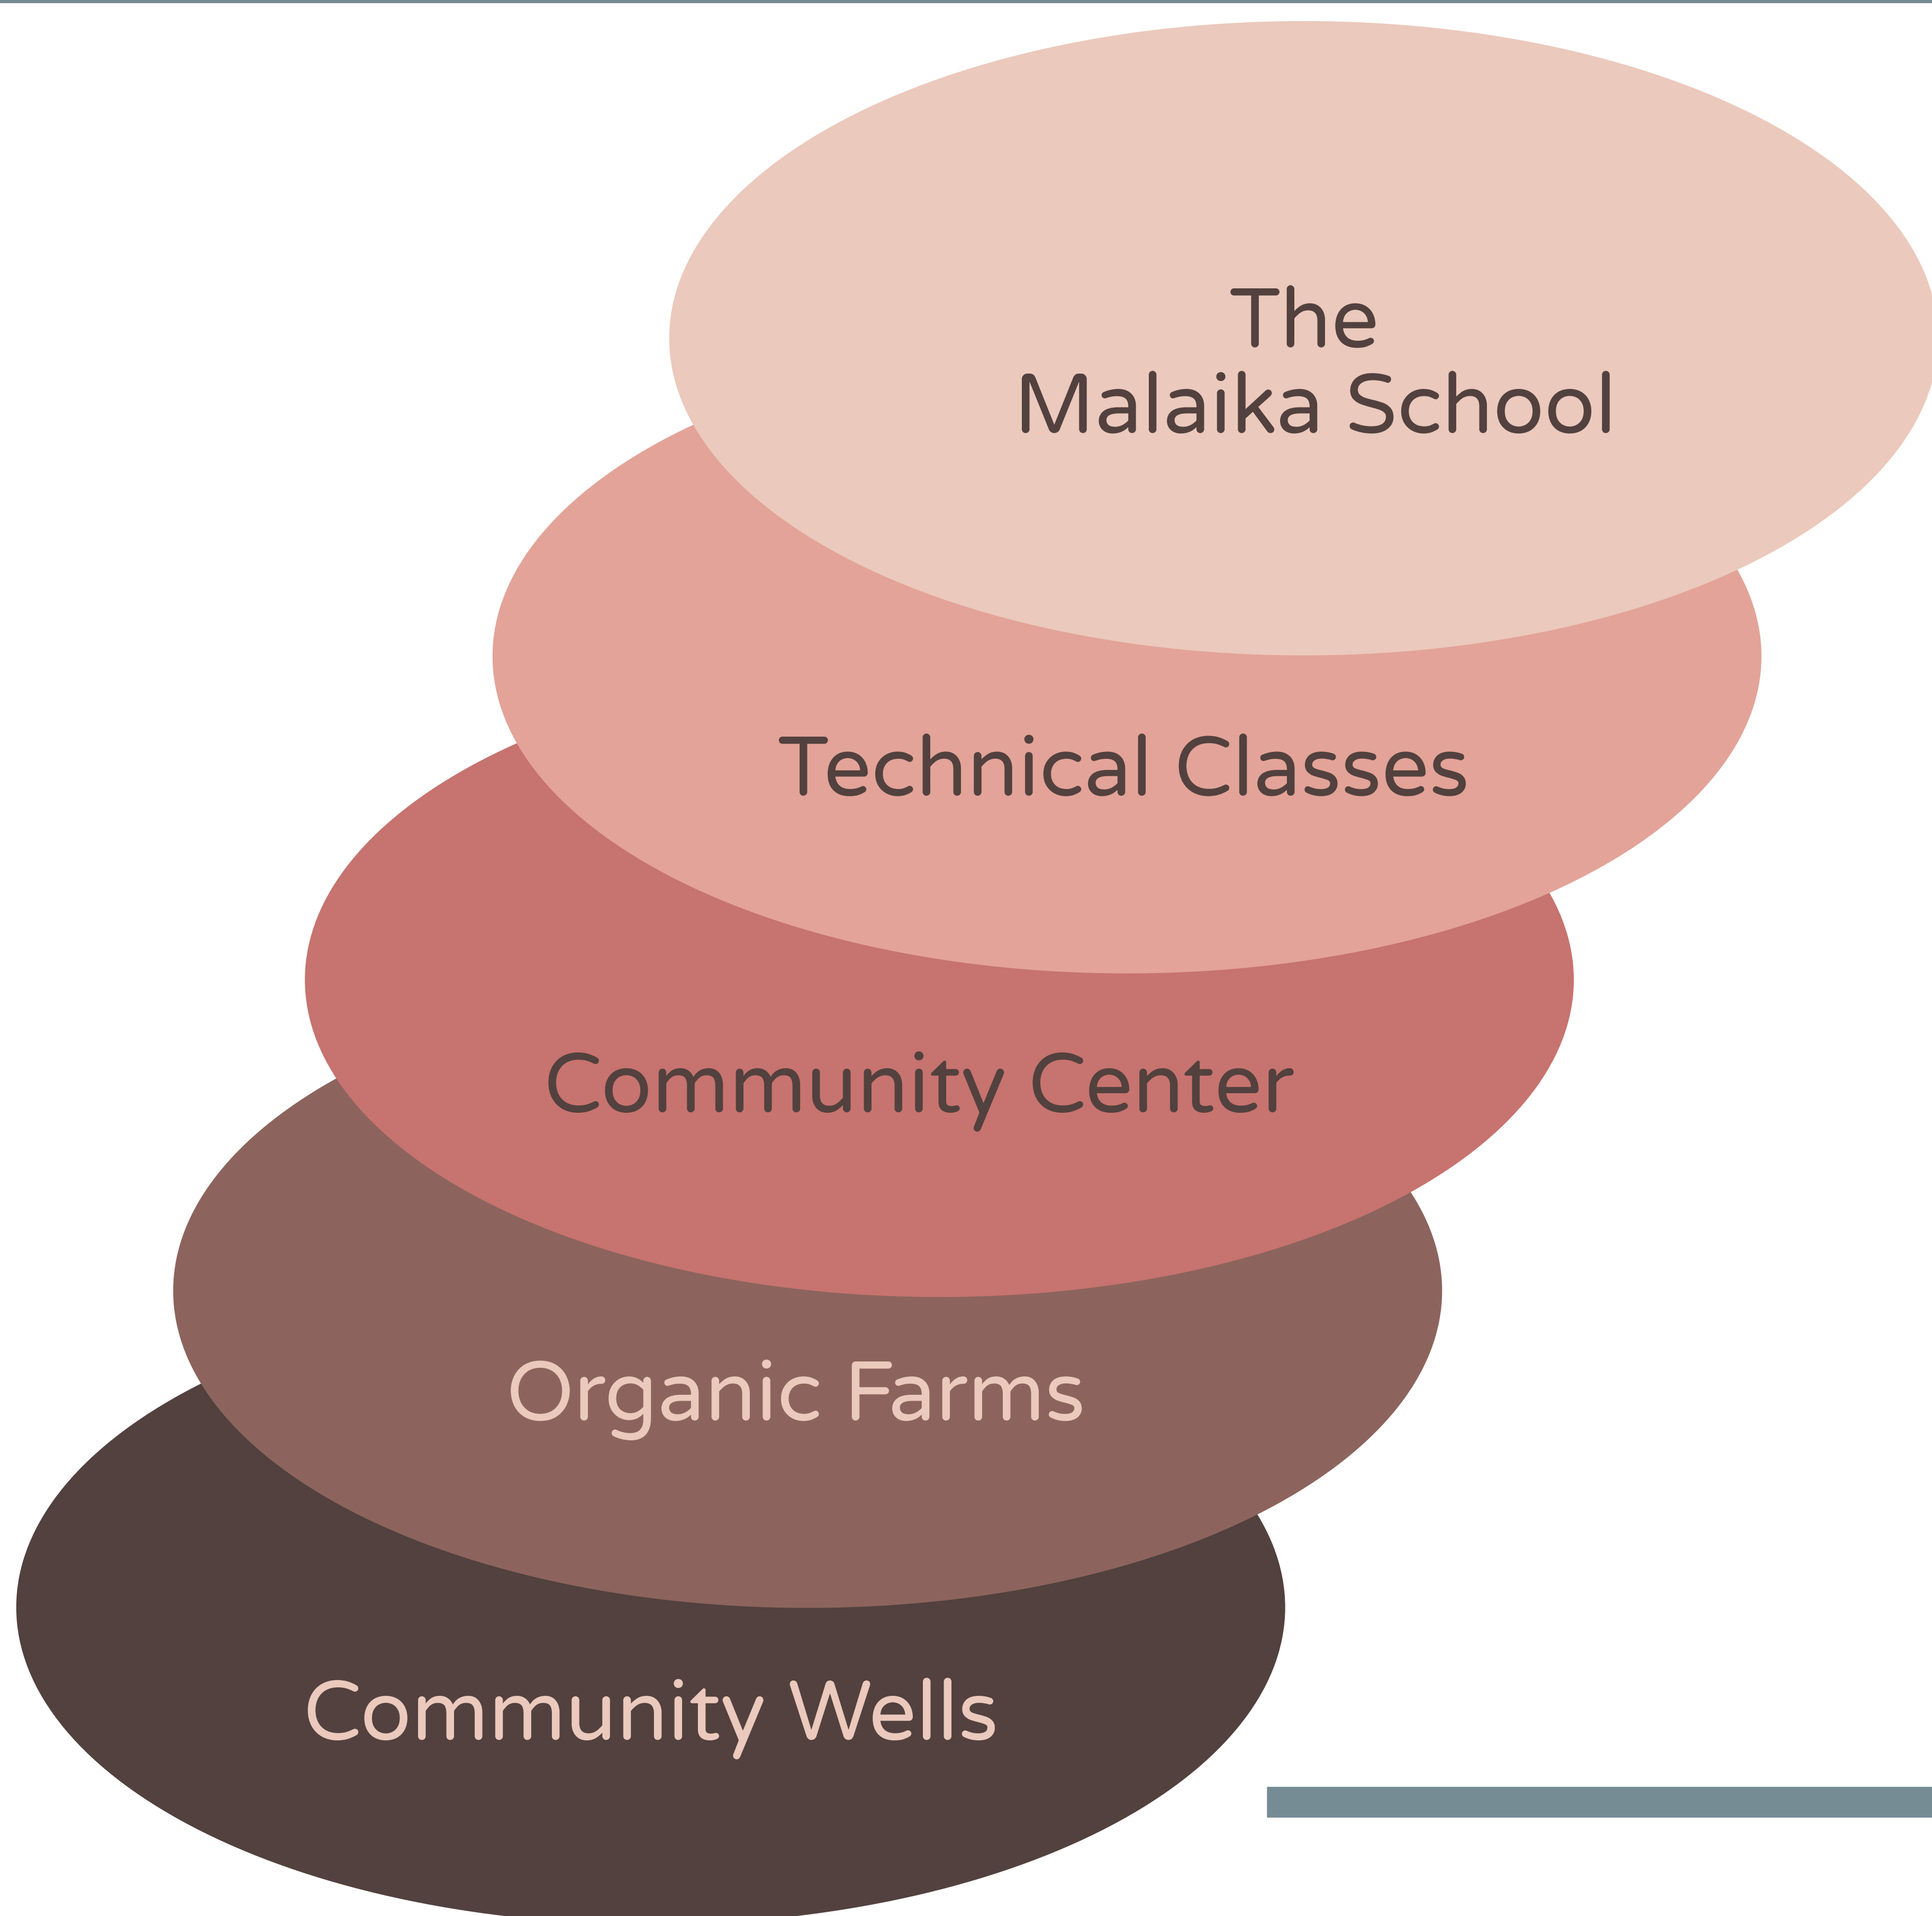 The
Malaika School
Technical Classes
Community Center
Organic Farms
Community Wells